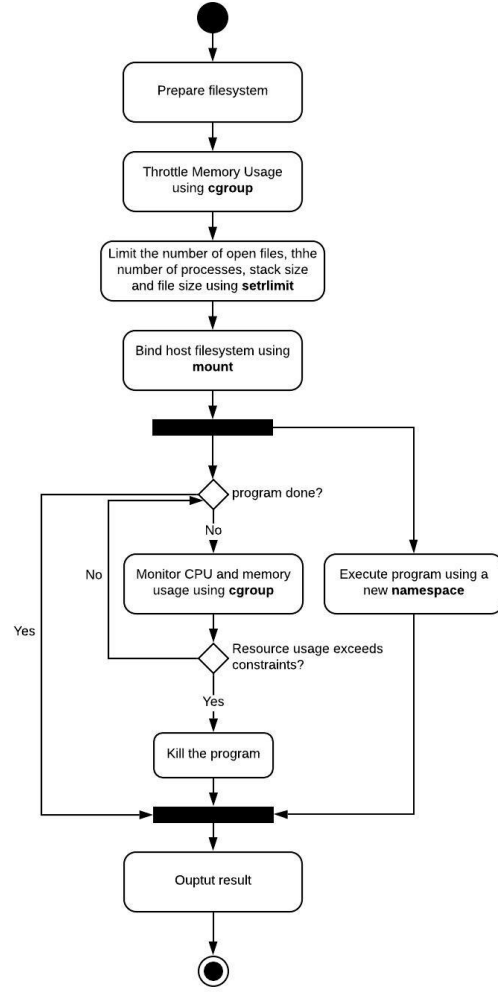 Prepare filesystem
Throttle Memory Usage
using cgroup
Limit the number of open files, thhe
number of processes, stack size
and file size using setrlimit
Bind host filesystem using
mount
program done?
No
Monitor CPU and memory
usage using cgroup
Execute program using a
new namespace
No
Yes
Resource usage exceeds
constraints?
Yes
Kill the program
Ouptut result